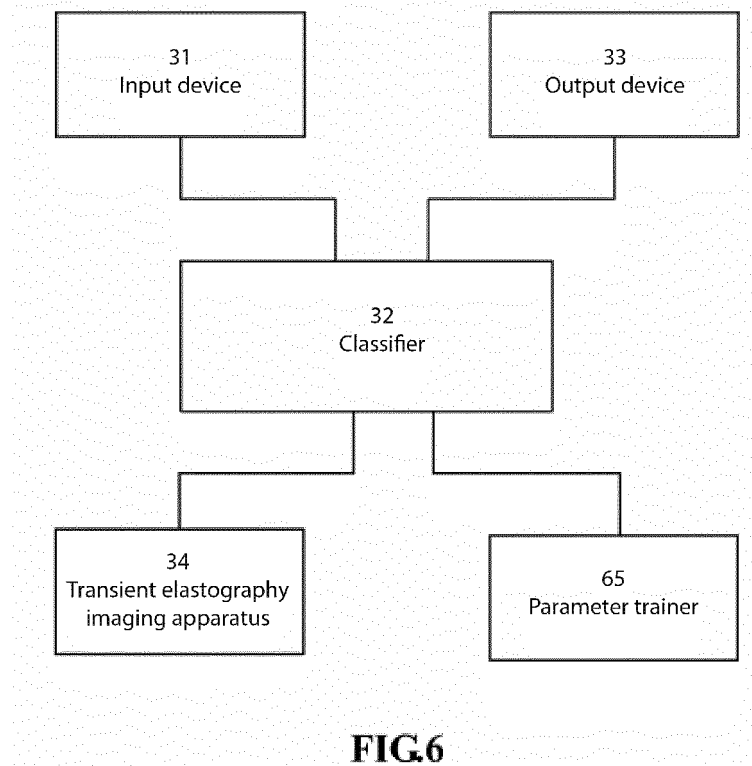 31
Input device
33
Output device
32
Classifier
34
Transient elastography
imaging apparatus
65
Parameter trainer
FIG.6